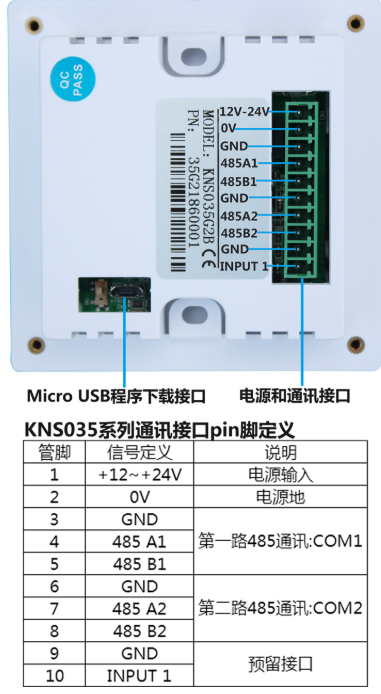 QC
PASS
MODEL: KNS035G2B CE
PN: 35G21860001
12V-24V
0V
GND
485A1
485B1
GND
485A2
485B2
GND
INPUT 1
Micro USB程序下载接口
电源和通讯接口
KNS035系列通讯接口pin脚定义
管脚 信号定义 说明
1 +12~+24V 电源输入
2 0V 电源地
3 GND
4 485 A1 第一路485通讯:COM1
5 485 B1
6 GND
7 485 A2 第二路485通讯:COM2
8 485 B2
9 GND 预留接口
10 INPUT 1